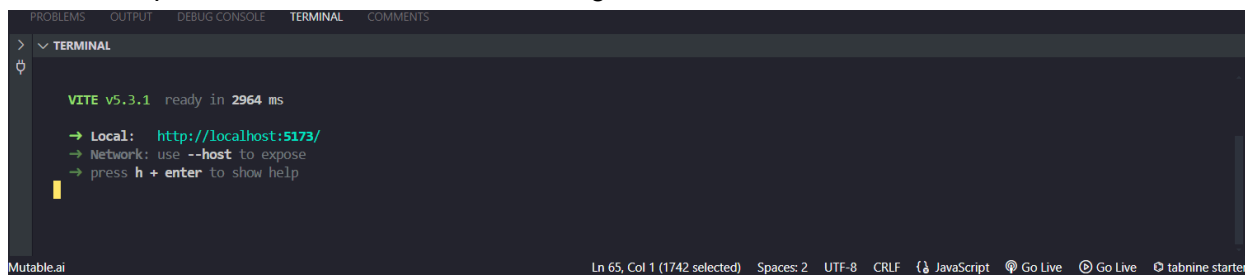 PROBLEMS OUTPUT DEBUG CONSOLE TERMINAL COMMENTS
TERMINAL
VITE v5.3.1 ready in 2964 ms
➜ Local: http://localhost:5173/
➜ Network: use --host to expose
➜ press h + enter to show help
Mutable.ai Ln 65, Col 1 (1742 selected) Spaces: 2 UTF-8 CRLF JavaScript Go Live Go Live tabnine starter